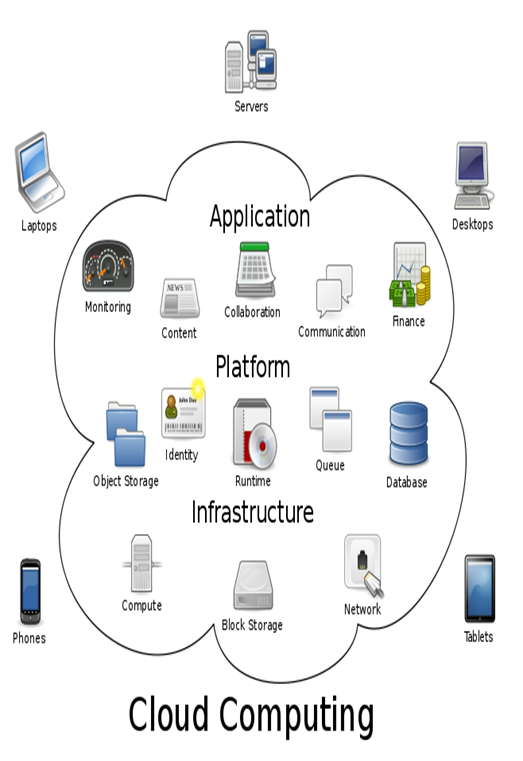 Servers
Laptops
Desktops
Application
Monitoring
NEWS
Content
Collaboration
Communication
Finance
Platform
John Doe
Object Storage
Identity
Runtime
Queue
Database
Infrastructure
Compute
Block Storage
Network
Phones
Tablets
Cloud Computing